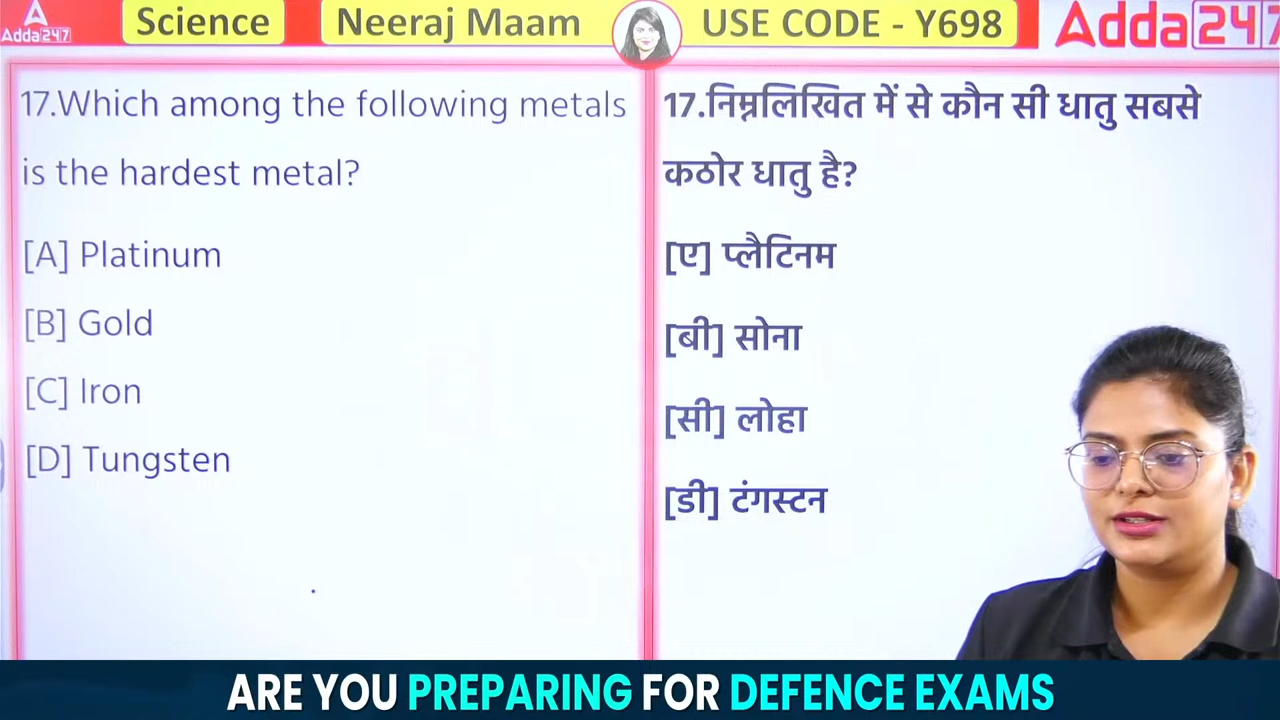 Adda247
Science
Neeraj Maam
USE CODE - Y698
Adda247
17.Which among the following metals
is the hardest metal?
[A] Platinum
[B] Gold
[C] Iron
[D] Tungsten
17.निम्नलिखित में से कौन सी धातु सबसे
कठोर धातु है?
[ए] प्लैटिनम
[बी] सोना
[सी] लोहा
[डी] टंगस्टन
ARE YOU PREPARING FOR DEFENCE EXAMS